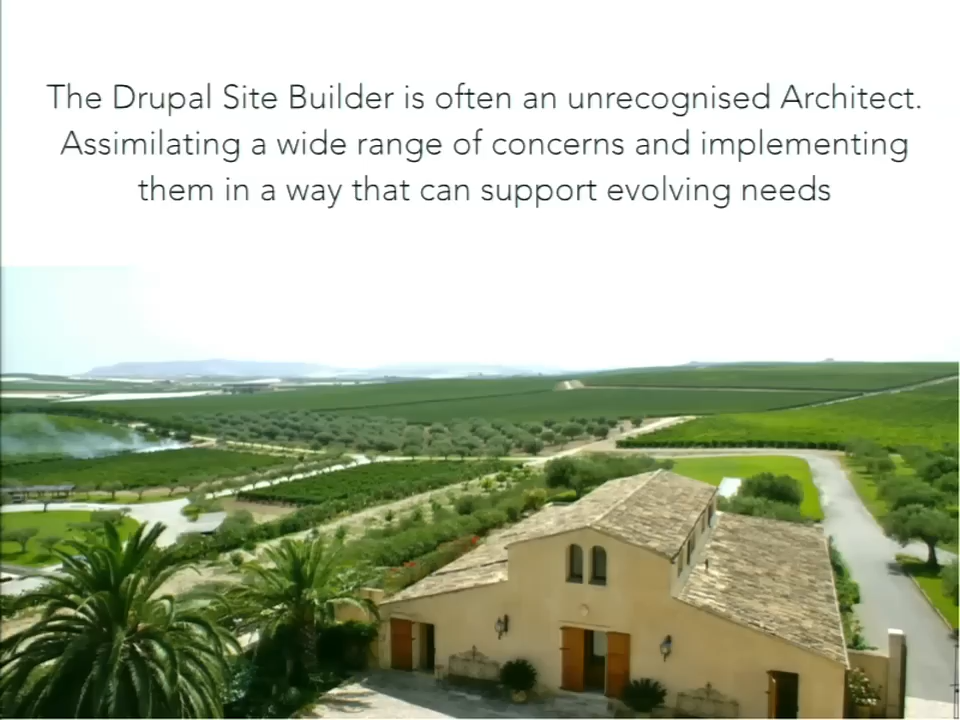 The Drupal Site Builder is often an unrecognised Architect.
Assimilating a wide range of concerns and implementing
them in a way that can support evolving needs